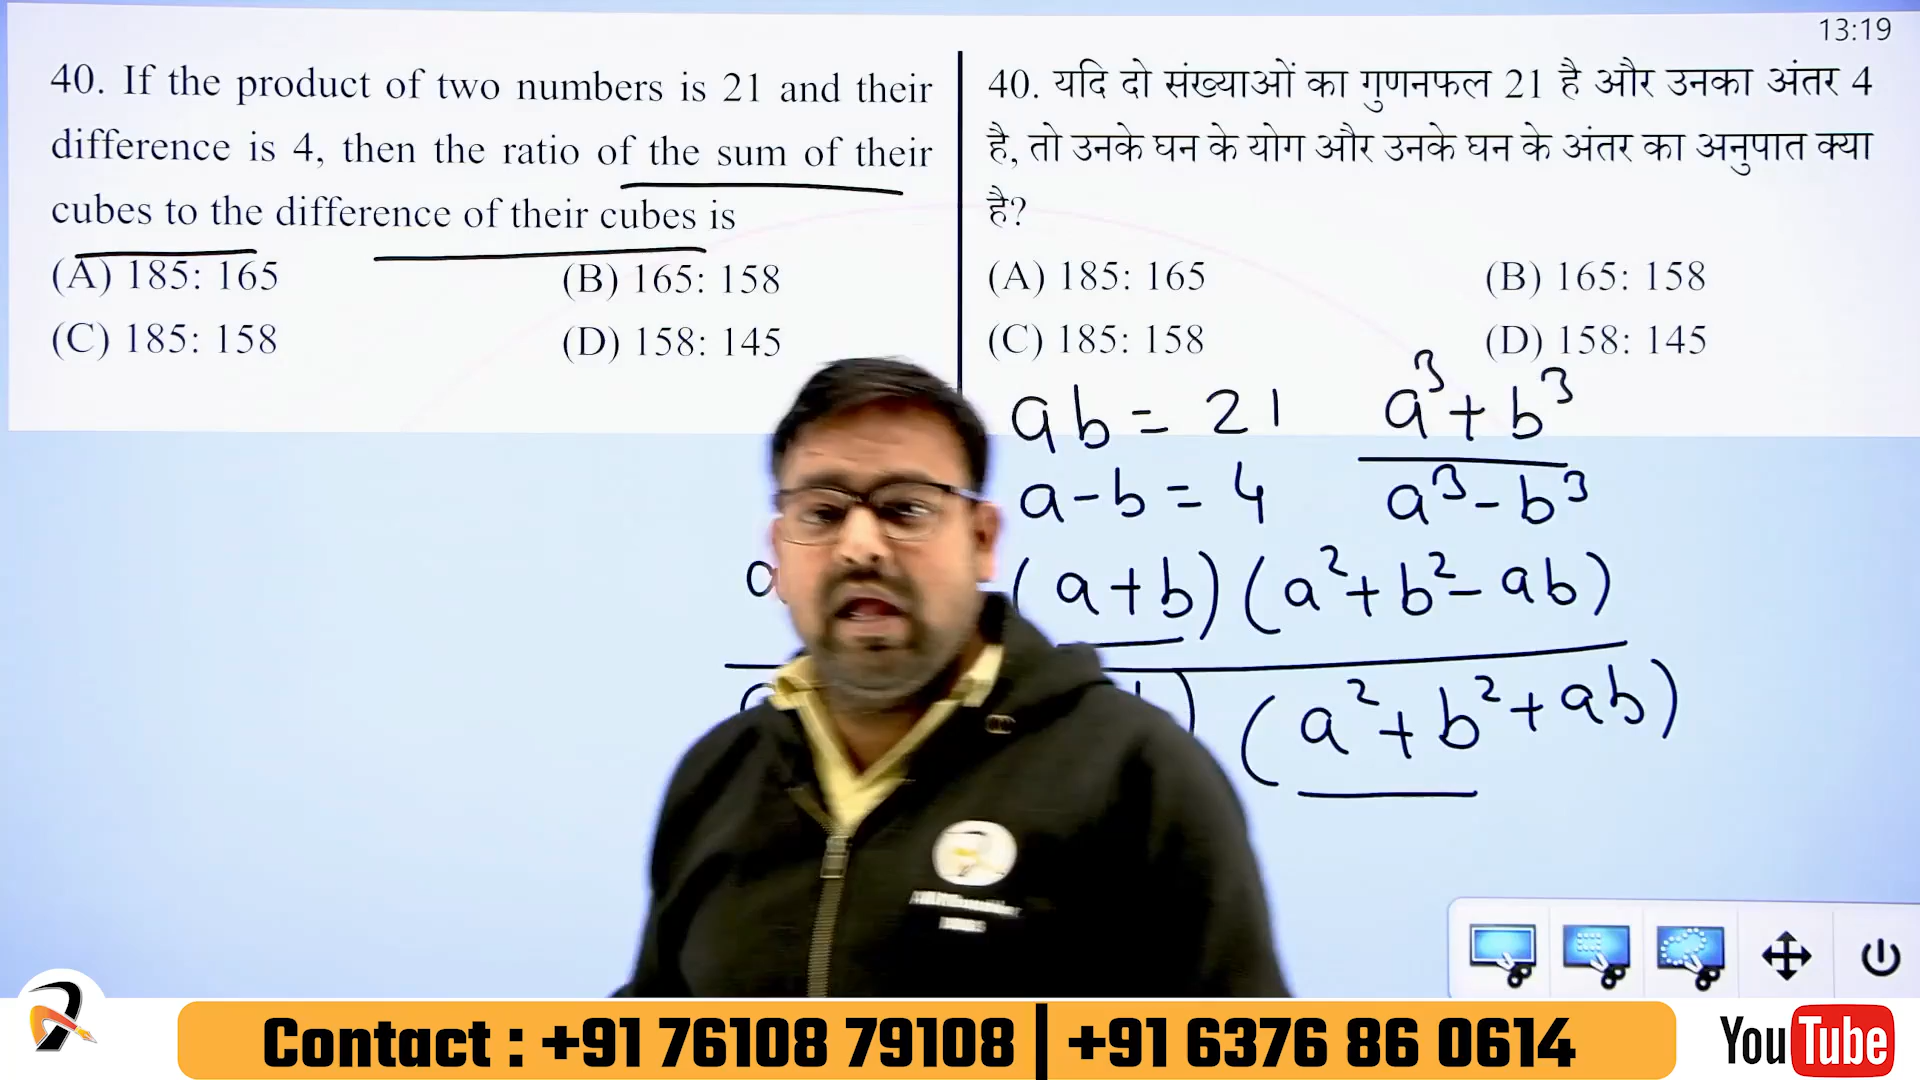 13:19
40. If the product of two numbers is 21 and their
difference is 4, then the ratio of the sum of their
cubes to the difference of their cubes is
(A) 185: 165 (B) 165: 158
(C) 185: 158 (D) 158: 145
40. यदि दो संख्याओं का गुणनफल 21 है और उनका अंतर 4
है, तो उनके घन के योग और उनके घन के अंतर का अनुपात क्या
है?
(A) 185: 165 (B) 165: 158
(C) 185: 158 (D) 158: 145
ab = 21
a - b = 4
a³ + b³
a³ - b³
a
(a + b) (a² + b² - ab)
(a² + b² + ab)
Contact : +91 76108 79108 | +91 6376 86 0614
YouTube